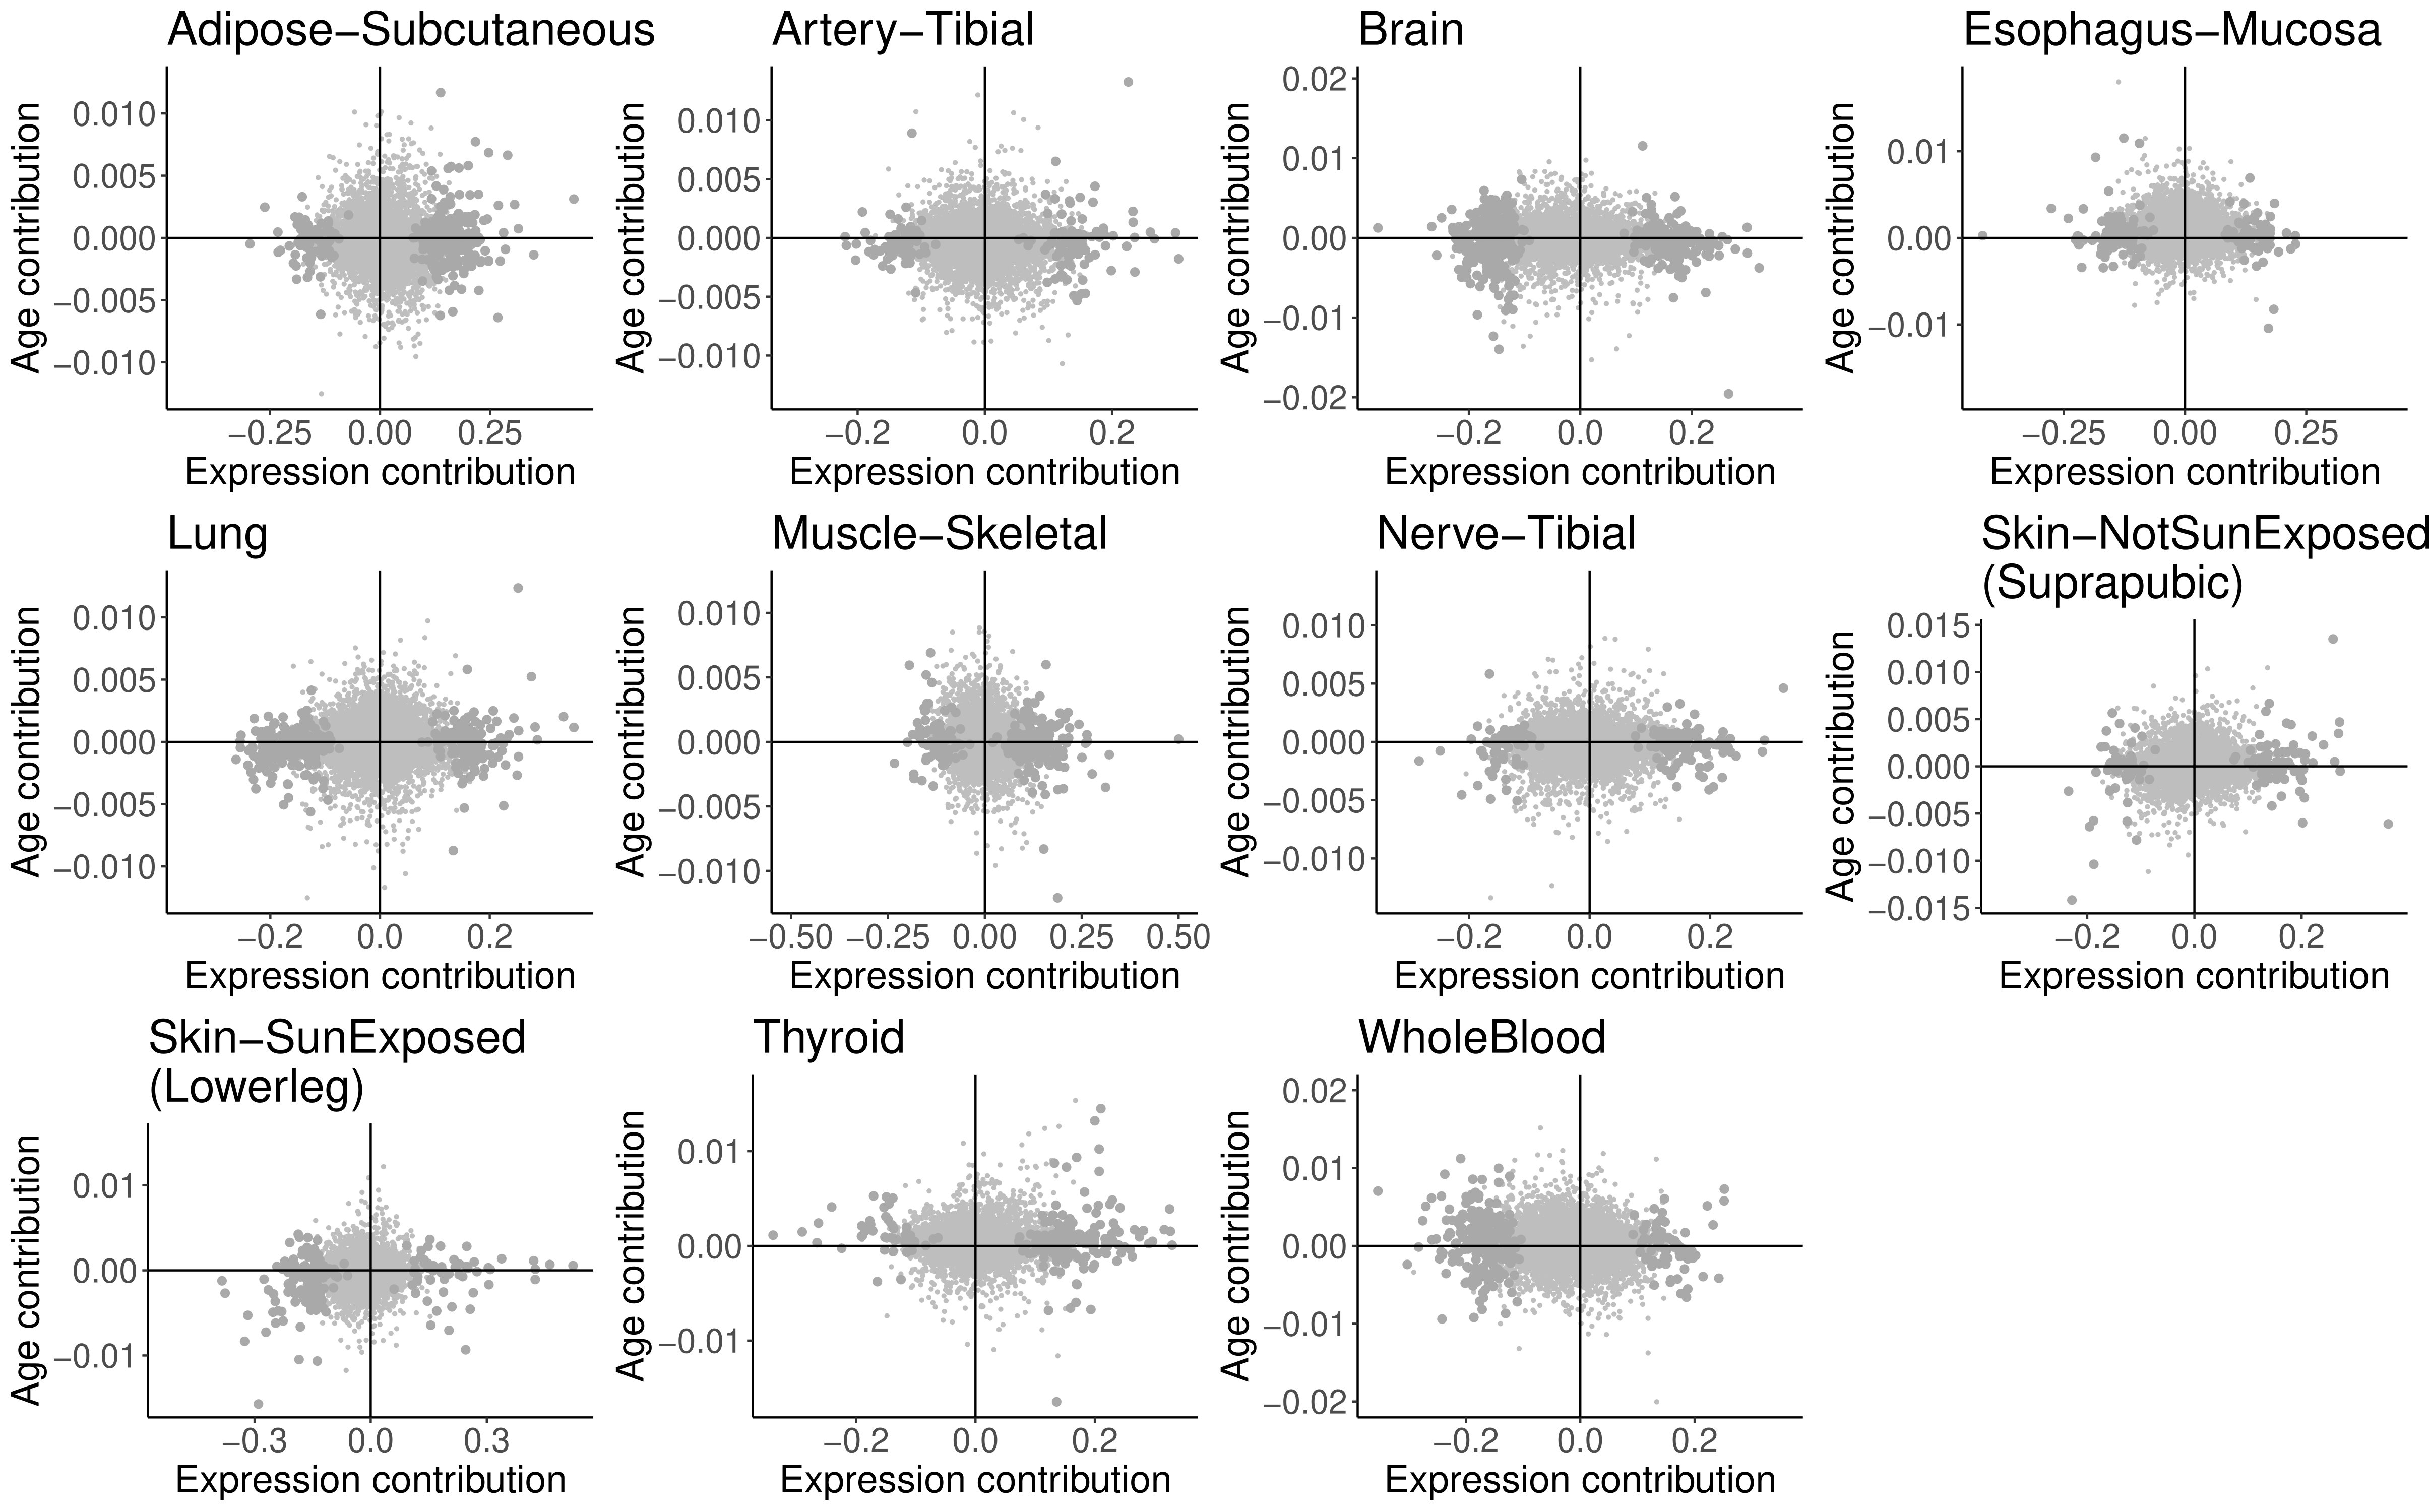 Adipose−Subcutaneous
Age contribution
0.010
0.005
0.000
−0.005
−0.010
−0.25 0.00 0.25
Expression contribution
Artery−Tibial
Age contribution
0.010
0.005
0.000
−0.005
−0.010
−0.2 0.0 0.2
Expression contribution
Brain
Age contribution
0.02
0.01
0.00
−0.01
−0.02
−0.2 0.0 0.2
Expression contribution
Esophagus−Mucosa
Age contribution
0.01
0.00
−0.01
−0.25 0.00 0.25
Expression contribution
Lung
Age contribution
0.010
0.005
0.000
−0.005
−0.010
−0.2 0.0 0.2
Expression contribution
Muscle−Skeletal
Age contribution
0.010
0.005
0.000
−0.005
−0.010
−0.50 −0.25 0.00 0.25 0.50
Expression contribution
Nerve−Tibial
Age contribution
0.010
0.005
0.000
−0.005
−0.010
−0.2 0.0 0.2
Expression contribution
Skin−NotSunExposed
(Suprapubic)
Age contribution
0.015
0.010
0.005
0.000
−0.005
−0.010
−0.015
−0.2 0.0 0.2
Expression contribution
Skin−SunExposed
(Lowerleg)
Age contribution
0.01
0.00
−0.01
−0.3 0.0 0.3
Expression contribution
Thyroid
Age contribution
0.01
0.00
−0.01
−0.2 0.0 0.2
Expression contribution
WholeBlood
Age contribution
0.02
0.01
0.00
−0.01
−0.02
−0.2 0.0 0.2
Expression contribution